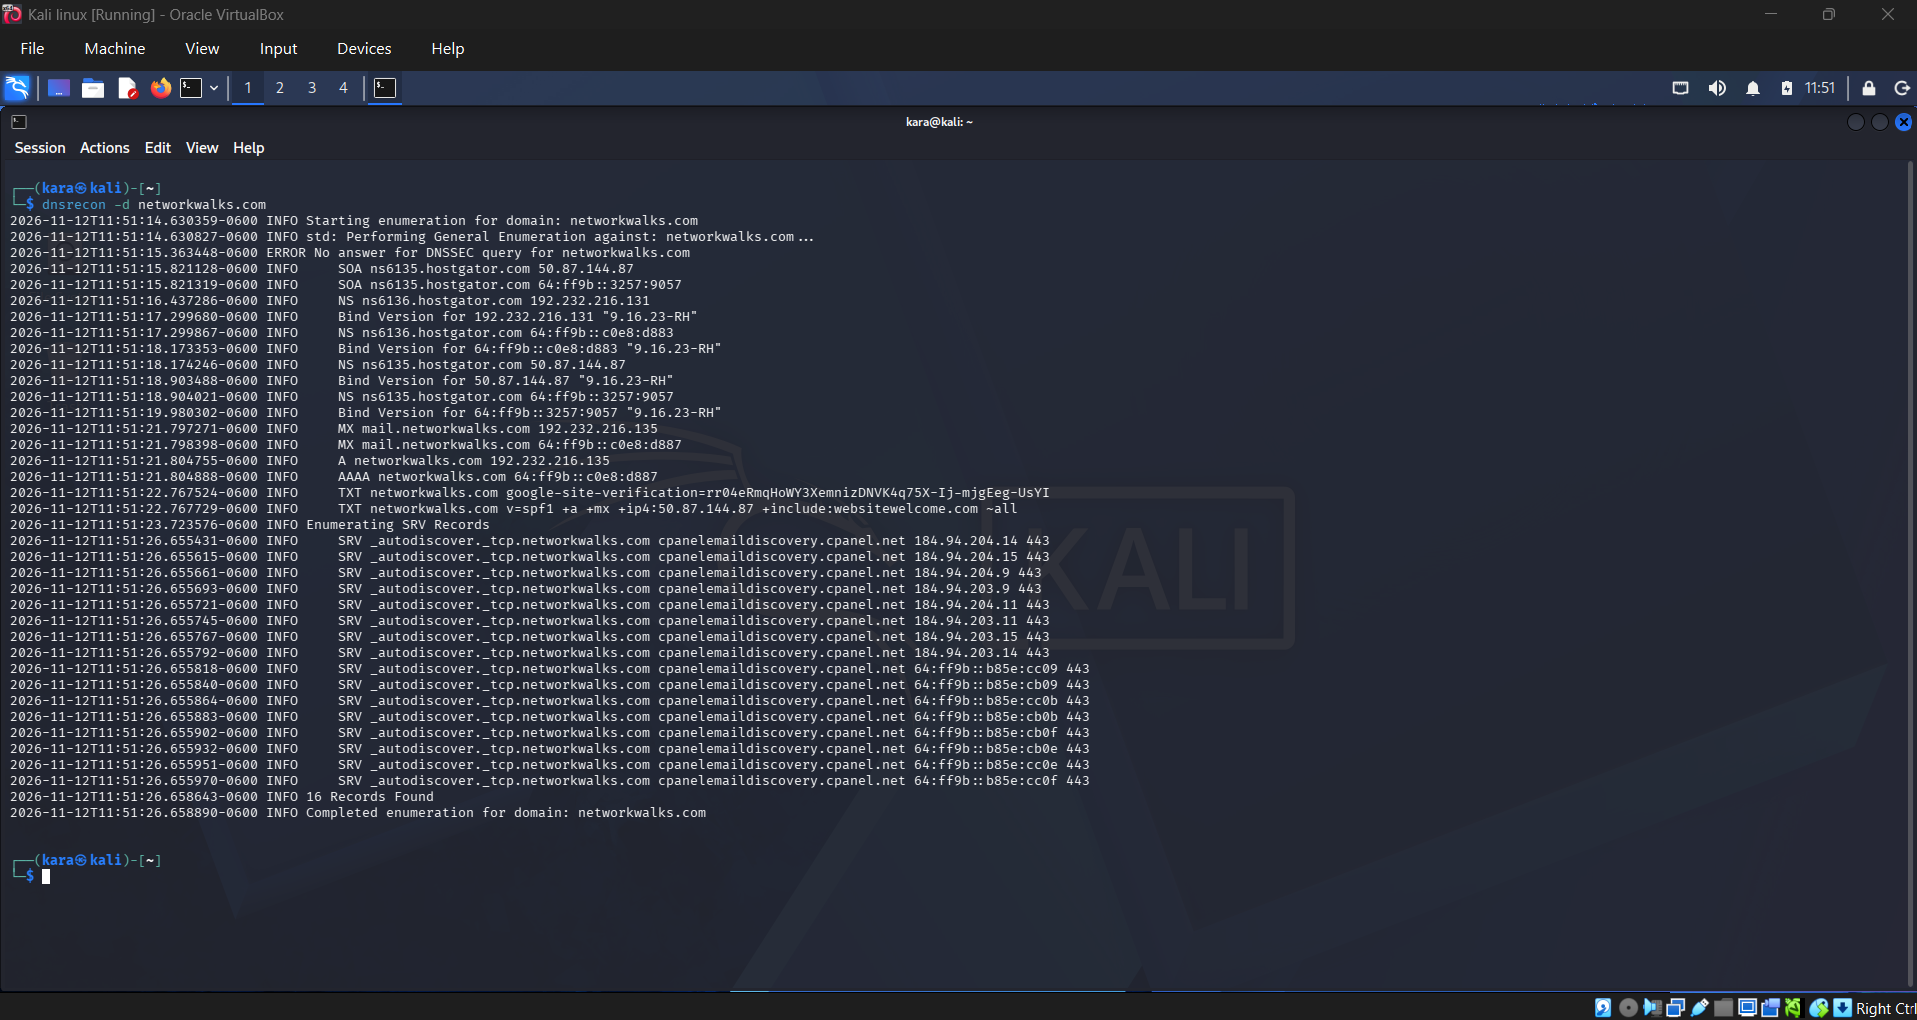 Kali linux [Running] - Oracle VirtualBox
File Machine View Input Devices Help
1 2 3 4 11:51
kara@kali: ~
Session Actions Edit View Help
┌──(kara㉿kali)-[~]
└─$ dnsrecon -d networkwalks.com
2026-11-12T11:51:14.630359-0600 INFO Starting enumeration for domain: networkwalks.com
2026-11-12T11:51:14.630827-0600 INFO std: Performing General Enumeration against: networkwalks.com...
2026-11-12T11:51:15.363448-0600 ERROR No answer for DNSSEC query for networkwalks.com
2026-11-12T11:51:15.821128-0600 INFO SOA ns6135.hostgator.com 50.87.144.87
2026-11-12T11:51:15.821319-0600 INFO SOA ns6135.hostgator.com 64:ff9b::3257:9057
2026-11-12T11:51:16.437286-0600 INFO NS ns6136.hostgator.com 192.232.216.131
2026-11-12T11:51:17.299680-0600 INFO Bind Version for 192.232.216.131 "9.16.23-RH"
2026-11-12T11:51:17.299867-0600 INFO NS ns6136.hostgator.com 64:ff9b::c0e8:d883
2026-11-12T11:51:18.173353-0600 INFO Bind Version for 64:ff9b::c0e8:d883 "9.16.23-RH"
2026-11-12T11:51:18.174246-0600 INFO NS ns6135.hostgator.com 50.87.144.87
2026-11-12T11:51:18.903488-0600 INFO Bind Version for 50.87.144.87 "9.16.23-RH"
2026-11-12T11:51:18.904021-0600 INFO NS ns6135.hostgator.com 64:ff9b::3257:9057
2026-11-12T11:51:19.980302-0600 INFO Bind Version for 64:ff9b::3257:9057 "9.16.23-RH"
2026-11-12T11:51:21.797271-0600 INFO MX mail.networkwalks.com 192.232.216.135
2026-11-12T11:51:21.798398-0600 INFO MX mail.networkwalks.com 64:ff9b::c0e8:d887
2026-11-12T11:51:21.804755-0600 INFO A networkwalks.com 192.232.216.135
2026-11-12T11:51:21.804888-0600 INFO AAAA networkwalks.com 64:ff9b::c0e8:d887
2026-11-12T11:51:22.767524-0600 INFO TXT networkwalks.com google-site-verification=rr04eRmqHoWY3XemnizDNVK4q75X-Ij-mjgEeg-UsYI
2026-11-12T11:51:22.767729-0600 INFO TXT networkwalks.com v=spf1 +a +mx +ip4:50.87.144.87 +include:websitewelcome.com ~all
2026-11-12T11:51:23.723576-0600 INFO Enumerating SRV Records
2026-11-12T11:51:26.655431-0600 INFO SRV _autodiscover._tcp.networkwalks.com cpanelemaildiscovery.cpanel.net 184.94.204.14 443
2026-11-12T11:51:26.655615-0600 INFO SRV _autodiscover._tcp.networkwalks.com cpanelemaildiscovery.cpanel.net 184.94.204.15 443
2026-11-12T11:51:26.655661-0600 INFO SRV _autodiscover._tcp.networkwalks.com cpanelemaildiscovery.cpanel.net 184.94.204.9 443
2026-11-12T11:51:26.655693-0600 INFO SRV _autodiscover._tcp.networkwalks.com cpanelemaildiscovery.cpanel.net 184.94.203.9 443
2026-11-12T11:51:26.655721-0600 INFO SRV _autodiscover._tcp.networkwalks.com cpanelemaildiscovery.cpanel.net 184.94.204.11 443
2026-11-12T11:51:26.655745-0600 INFO SRV _autodiscover._tcp.networkwalks.com cpanelemaildiscovery.cpanel.net 184.94.203.11 443
2026-11-12T11:51:26.655767-0600 INFO SRV _autodiscover._tcp.networkwalks.com cpanelemaildiscovery.cpanel.net 184.94.203.15 443
2026-11-12T11:51:26.655792-0600 INFO SRV _autodiscover._tcp.networkwalks.com cpanelemaildiscovery.cpanel.net 184.94.203.14 443
2026-11-12T11:51:26.655818-0600 INFO SRV _autodiscover._tcp.networkwalks.com cpanelemaildiscovery.cpanel.net 64:ff9b::b85e:cc09 443
2026-11-12T11:51:26.655840-0600 INFO SRV _autodiscover._tcp.networkwalks.com cpanelemaildiscovery.cpanel.net 64:ff9b::b85e:cb09 443
2026-11-12T11:51:26.655864-0600 INFO SRV _autodiscover._tcp.networkwalks.com cpanelemaildiscovery.cpanel.net 64:ff9b::b85e:cc0b 443
2026-11-12T11:51:26.655883-0600 INFO SRV _autodiscover._tcp.networkwalks.com cpanelemaildiscovery.cpanel.net 64:ff9b::b85e:cb0b 443
2026-11-12T11:51:26.655902-0600 INFO SRV _autodiscover._tcp.networkwalks.com cpanelemaildiscovery.cpanel.net 64:ff9b::b85e:cb0f 443
2026-11-12T11:51:26.655932-0600 INFO SRV _autodiscover._tcp.networkwalks.com cpanelemaildiscovery.cpanel.net 64:ff9b::b85e:cb0e 443
2026-11-12T11:51:26.655951-0600 INFO SRV _autodiscover._tcp.networkwalks.com cpanelemaildiscovery.cpanel.net 64:ff9b::b85e:cc0e 443
2026-11-12T11:51:26.655970-0600 INFO SRV _autodiscover._tcp.networkwalks.com cpanelemaildiscovery.cpanel.net 64:ff9b::b85e:cc0f 443
2026-11-12T11:51:26.658643-0600 INFO 16 Records Found
2026-11-12T11:51:26.658890-0600 INFO Completed enumeration for domain: networkwalks.com
KALI
┌──(kara㉿kali)-[~]
└─$
Right Ctrl